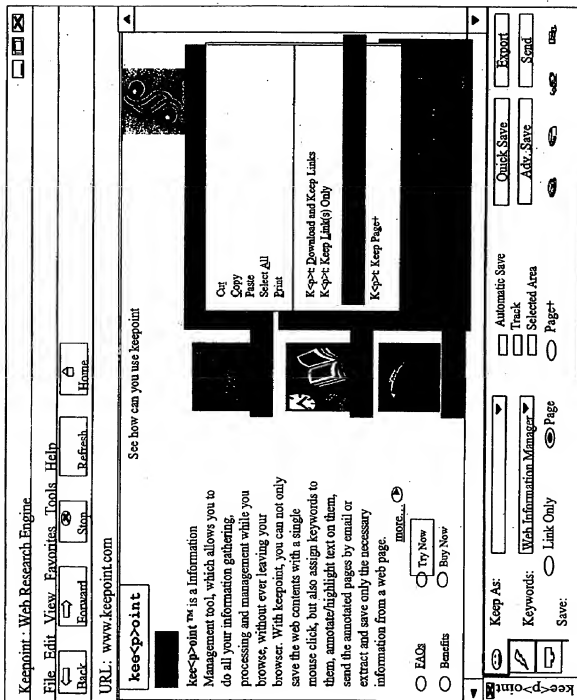 Keepoint : Web Research Engine
File Edit View Favorites Tools Help
Back Forward Stop Refresh Home
URL: www.keepoint.com
kee<p>oint
See how can you use keepoint
kee<p>oint ™ is a Information
Management tool, which allows you to
do all your information gathering,
processing and management while you
browse, without ever leaving your
browser. With keepoint, you can not only
save the web contents with a single
mouse click, but also assign keywords to
them, annotate/highlight text on them,
send the annotated pages by email or
extract and save only the necessary
information from a web page.
more...
FAQs Try Now
Benefits Buy Now
Cut
Copy
Paste
Select All
Print
K<p>t: Download and Keep Links
K<p>t: Keep Link(s) Only
K<p>t: Keep Page+
kee<p>oint
Keep As:
Keywords: Web Information Manager
Save: Link Only Page Page+
Automatic Save
Track
Selected Area
Quick Save Export
Adv. Save Send